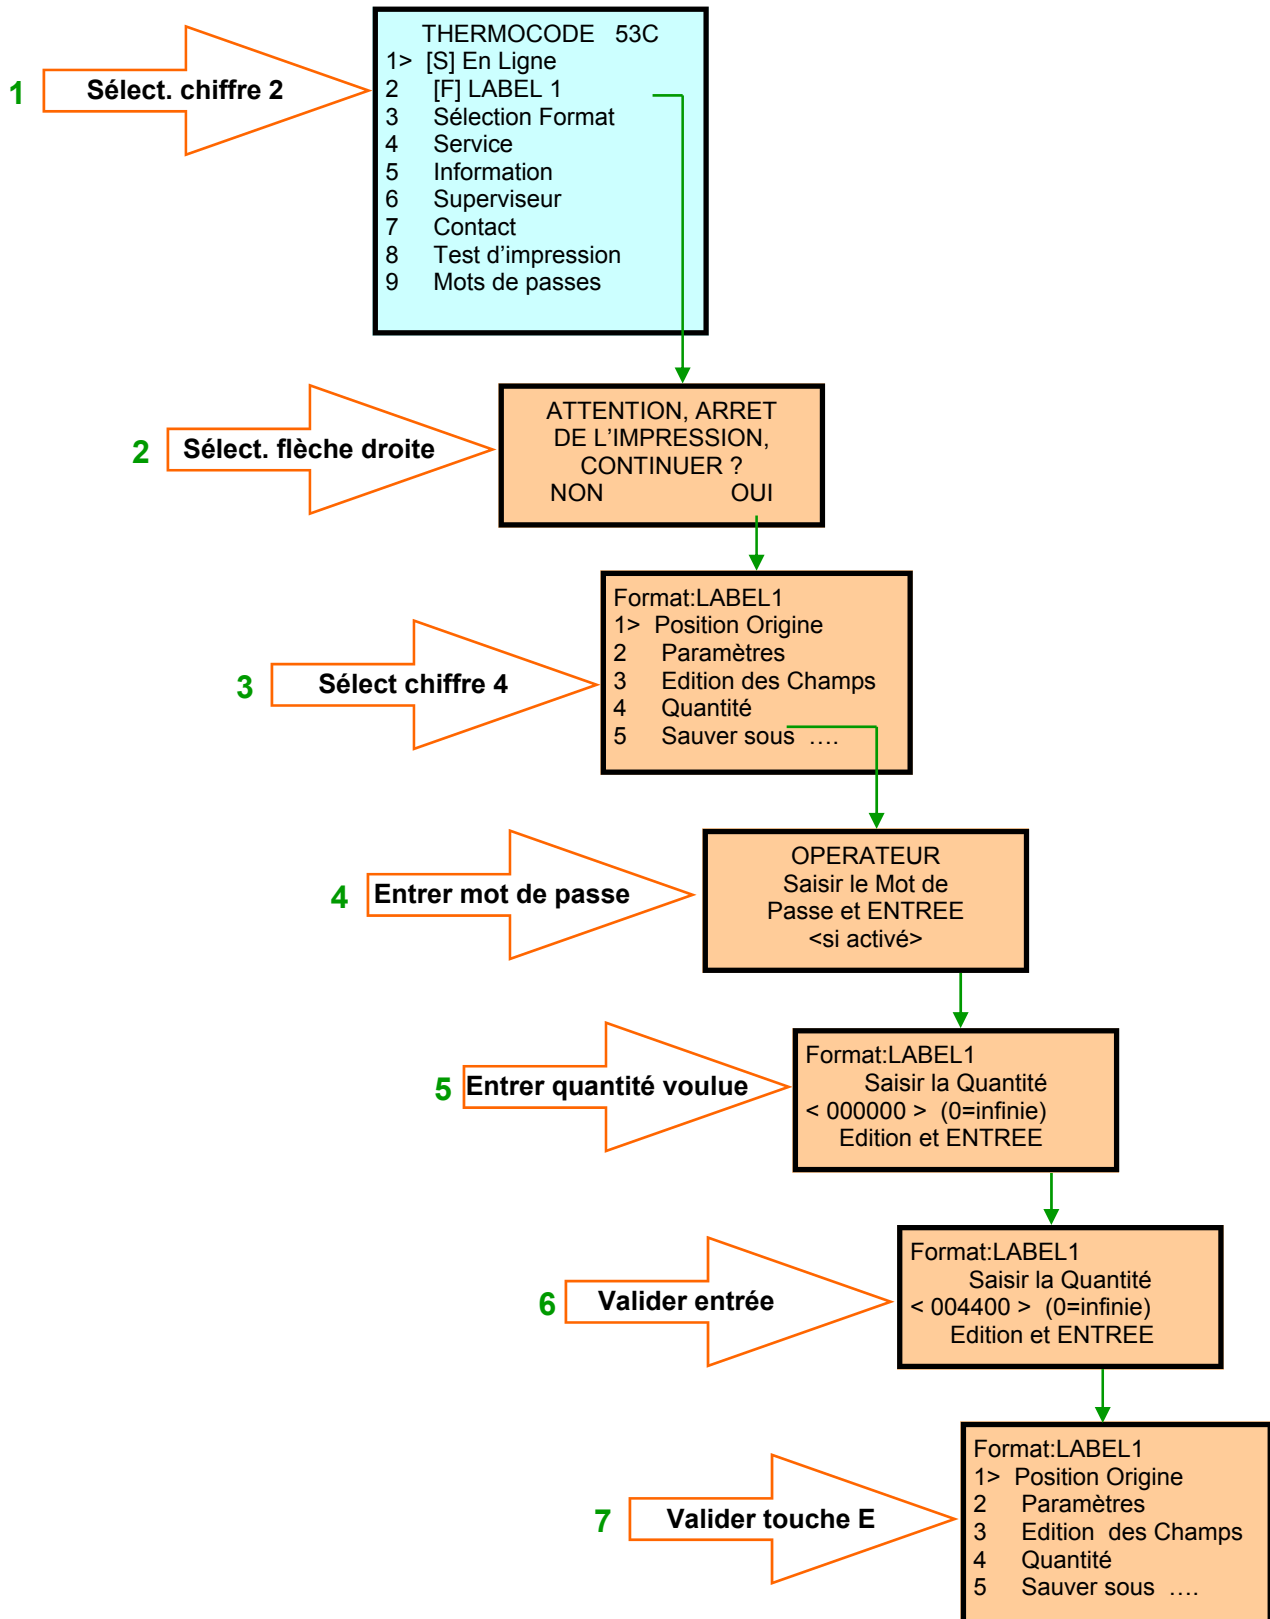 THERMOCODE 53C
1> [S] En Ligne
2 [F] LABEL 1
3 Sélection Format
4 Service
5 Information
6 Superviseur
7 Contact
8 Test d’impression
9 Mots de passes
1 Sélect. chiffre 2
2 Sélect. flèche droite
ATTENTION, ARRET
DE L’IMPRESSION,
CONTINUER ?
NON OUI
3 Sélect chiffre 4
Format:LABEL1
1> Position Origine
2 Paramètres
3 Edition des Champs
4 Quantité
5 Sauver sous ….
4 Entrer mot de passe
OPERATEUR
Saisir le Mot de
Passe et ENTREE
<si activé>
5 Entrer quantité voulue
Format:LABEL1
Saisir la Quantité
< 000000 > (0=infinie)
Edition et ENTREE
6 Valider entrée
Format:LABEL1
Saisir la Quantité
< 004400 > (0=infinie)
Edition et ENTREE
7 Valider touche E
Format:LABEL1
1> Position Origine
2 Paramètres
3 Edition des Champs
4 Quantité
5 Sauver sous ….